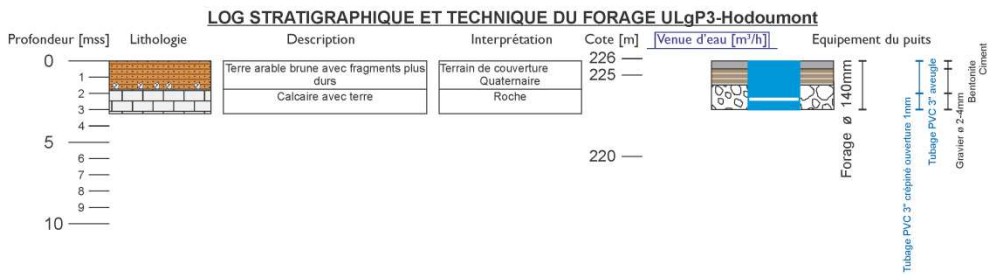 LOG STRATIGRAPHIQUE ET TECHNIQUE DU FORAGE ULgP3-Hodoumont
Profondeur [mss] Lithologie Description Interprétation Cote [m] Venue d'eau [m³/h] Equipement du puits
0
1
2
3
4
5
6
7
8
9
10
Terre arable brune avec fragments plus
durs
Calcaire avec terre
Terrain de couverture
Quaternaire
Roche
226
225
220
Forage ø 140mm
Tubage PVC 3" crépiné ouverture 1mm
Tubage PVC 3" aveugle
Gravier ø 2-4mm
Bentonite
Ciment